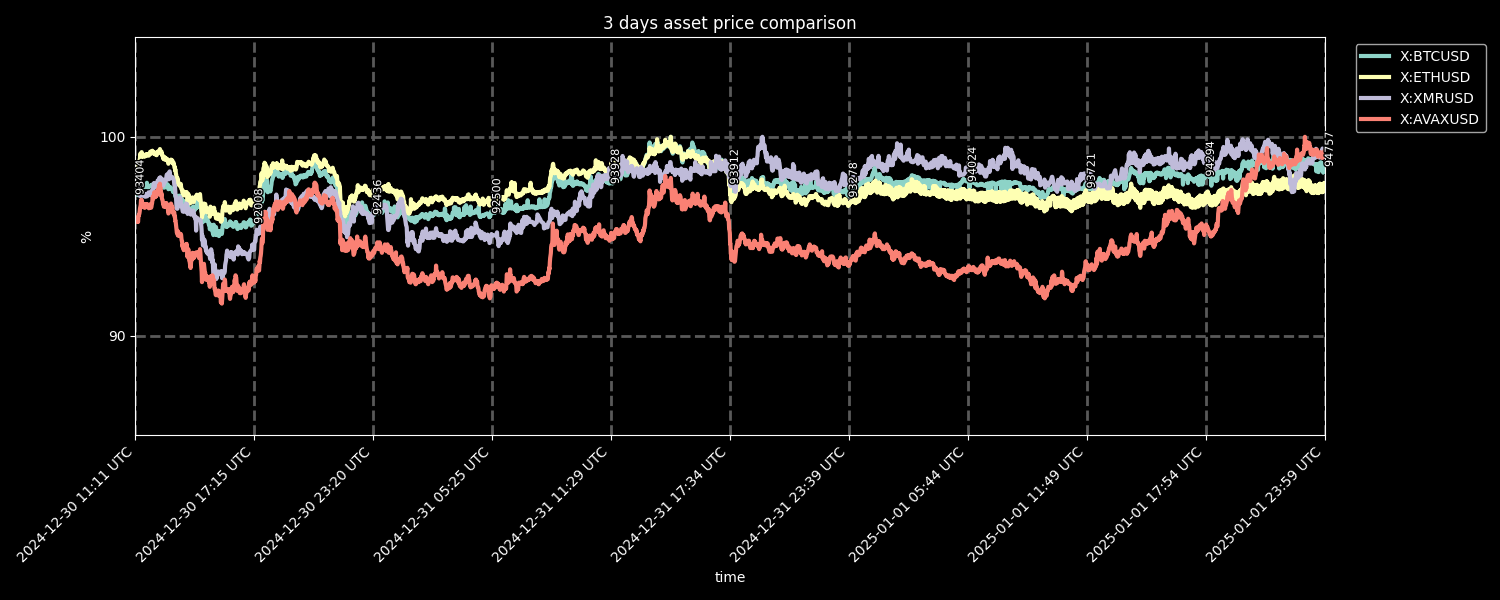 3 days asset price comparison
X:BTCUSD
X:ETHUSD
X:XMRUSD
X:AVAXUSD
%
100
90
93404
92008
92436
92500
93928
93912
93278
94024
93721
94294
94757
2024-12-30 11:11 UTC
2024-12-30 17:15 UTC
2024-12-30 23:20 UTC
2024-12-31 05:25 UTC
2024-12-31 11:29 UTC
2024-12-31 17:34 UTC
2024-12-31 23:39 UTC
2025-01-01 05:44 UTC
2025-01-01 11:49 UTC
2025-01-01 17:54 UTC
2025-01-01 23:59 UTC
time